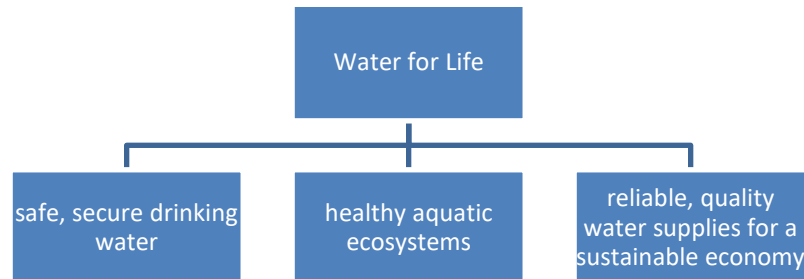 Water for Life
safe, secure drinking
water
healthy aquatic
ecosystems
reliable, quality
water supplies for a
sustainable economy